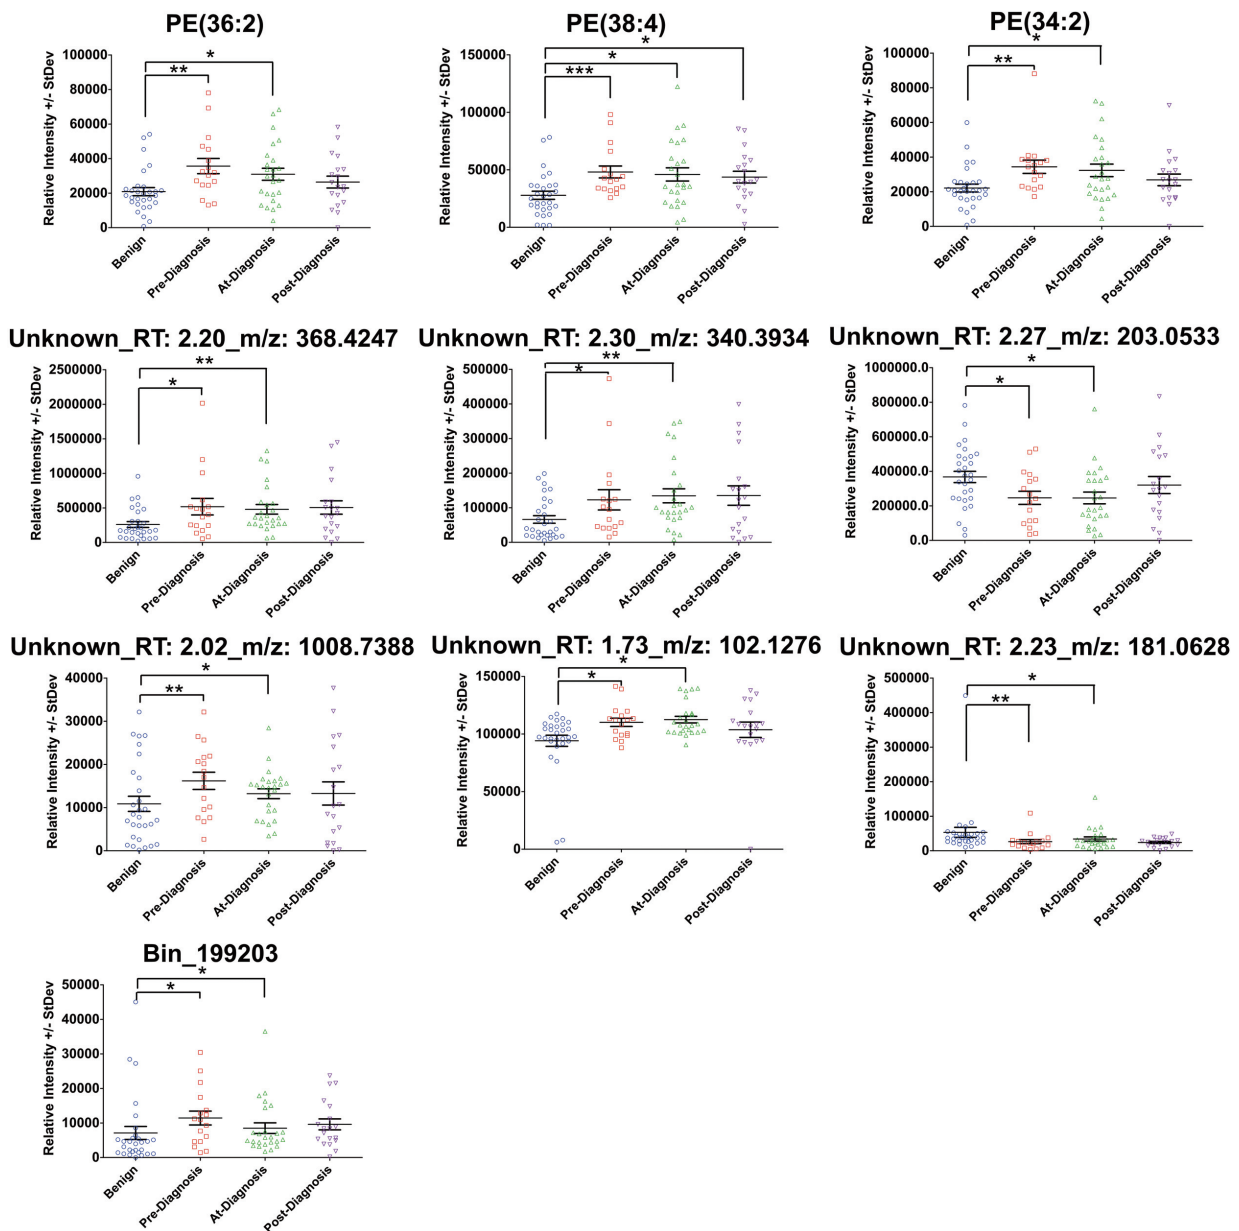 PE(36:2)
Relative Intensity +/- StDev
100000
80000
60000
40000
20000
0
*
**
Benign
Pre-Diagnosis
At-Diagnosis
Post-Diagnosis
PE(38:4)
Relative Intensity +/- StDev
150000
100000
50000
0
*
*
***
Benign
Pre-Diagnosis
At-Diagnosis
Post-Diagnosis
PE(34:2)
Relative Intensity +/- StDev
100000
80000
60000
40000
20000
0
*
**
Benign
Pre-Diagnosis
At-Diagnosis
Post-Diagnosis
Unknown_RT: 2.20_m/z: 368.4247
Relative Intensity +/- StDev
2500000
2000000
1500000
1000000
500000
0
**
*
Benign
Pre-Diagnosis
At-Diagnosis
Post-Diagnosis
Unknown_RT: 2.30_m/z: 340.3934
Relative Intensity +/- StDev
500000
400000
300000
200000
100000
0
**
*
Benign
Pre-Diagnosis
At-Diagnosis
Post-Diagnosis
Unknown_RT: 2.27_m/z: 203.0533
Relative Intensity +/- StDev
1000000.0
800000.0
600000.0
400000.0
200000.0
0.0
*
*
Benign
Pre-Diagnosis
At-Diagnosis
Post-Diagnosis
Unknown_RT: 2.02_m/z: 1008.7388
Relative Intensity +/- StDev
40000
30000
20000
10000
0
*
**
Benign
Pre-Diagnosis
At-Diagnosis
Post-Diagnosis
Unknown_RT: 1.73_m/z: 102.1276
Relative Intensity +/- StDev
150000
100000
50000
0
*
*
Benign
Pre-Diagnosis
At-Diagnosis
Post-Diagnosis
Unknown_RT: 2.23_m/z: 181.0628
Relative Intensity +/- StDev
500000
400000
300000
200000
100000
0
*
**
Benign
Pre-Diagnosis
At-Diagnosis
Post-Diagnosis
Bin_199203
Relative Intensity +/- StDev
50000
40000
30000
20000
10000
0
*
*
Benign
Pre-Diagnosis
At-Diagnosis
Post-Diagnosis